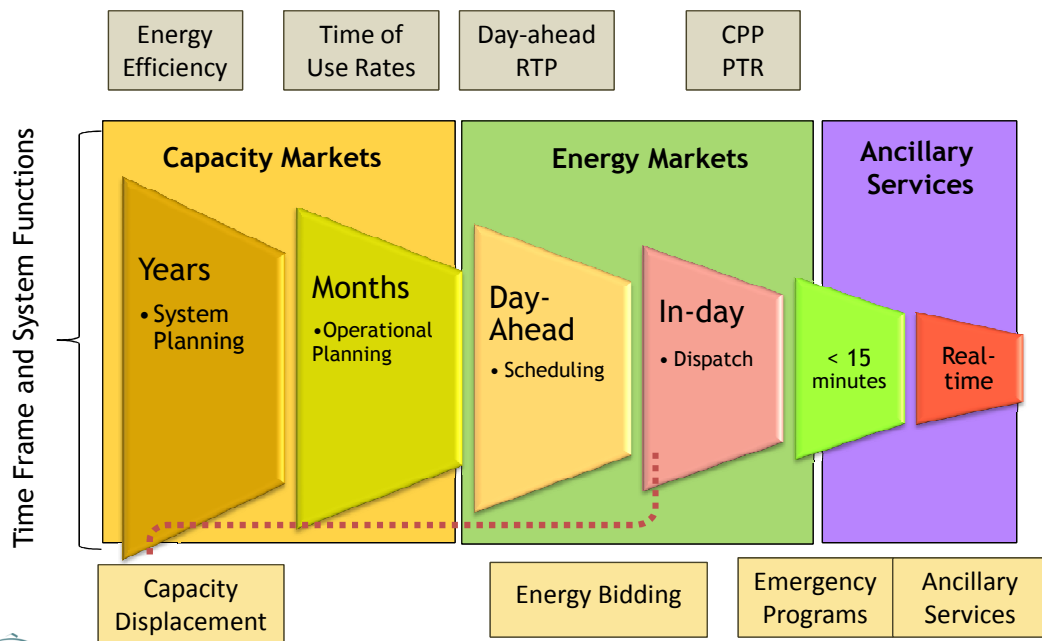 Energy
Efficiency
Time of
Use Rates
Day-ahead
RTP
CPP
PTR
Time Frame and System Functions
Capacity Markets
Energy Markets
Ancillary
Services
Years
• System
Planning
Months
•Operational
Planning
Day-
Ahead
• Scheduling
In-day
• Dispatch
< 15
minutes
Real-
time
Capacity
Displacement
Energy Bidding
Emergency
Programs
Ancillary
Services